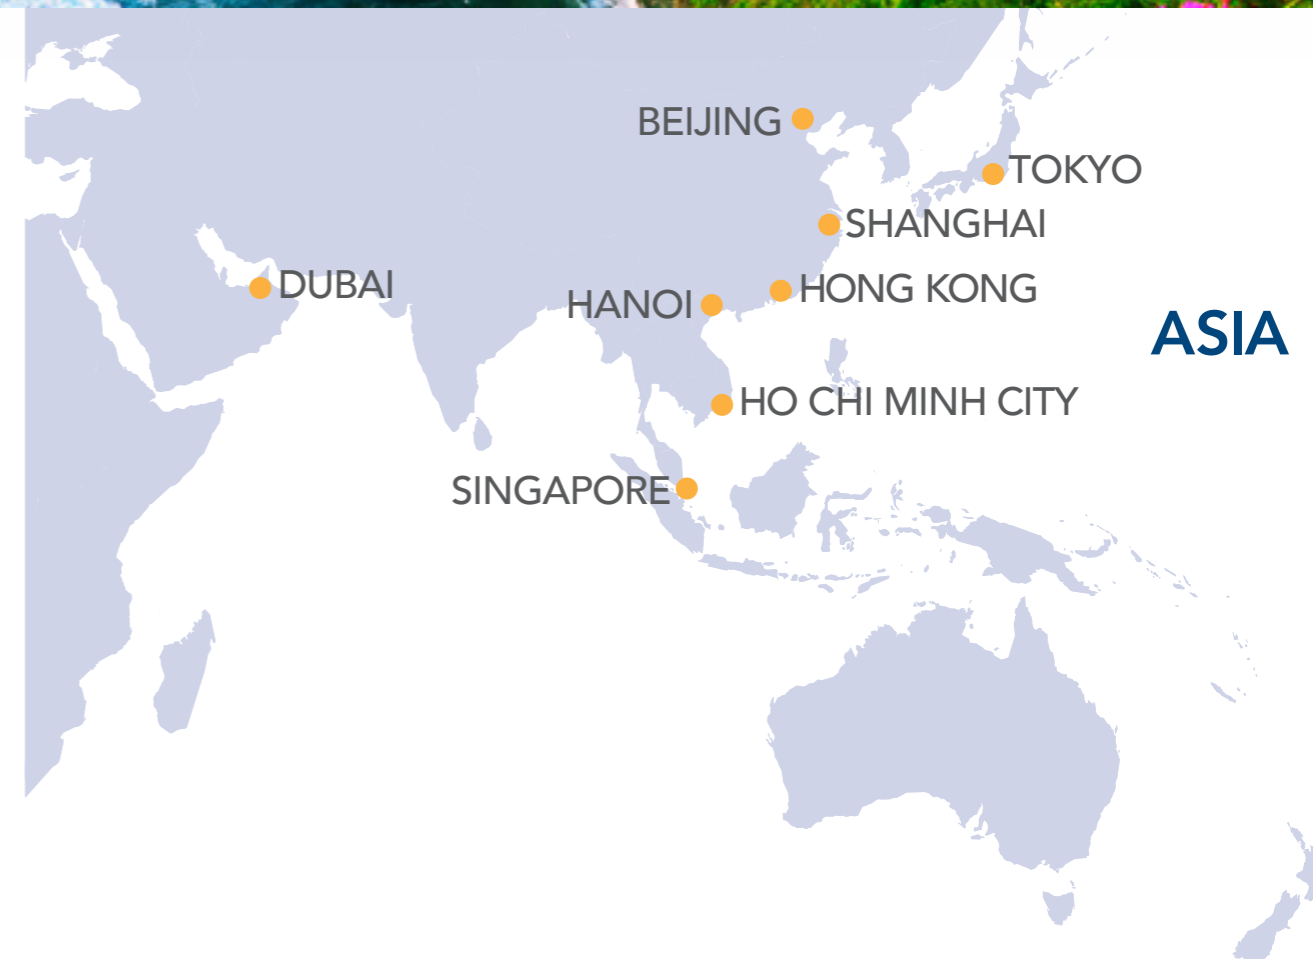 BEIJING
TOKYO
SHANGHAI
DUBAI
HONG KONG
HANOI
ASIA
HO CHI MINH CITY
SINGAPORE